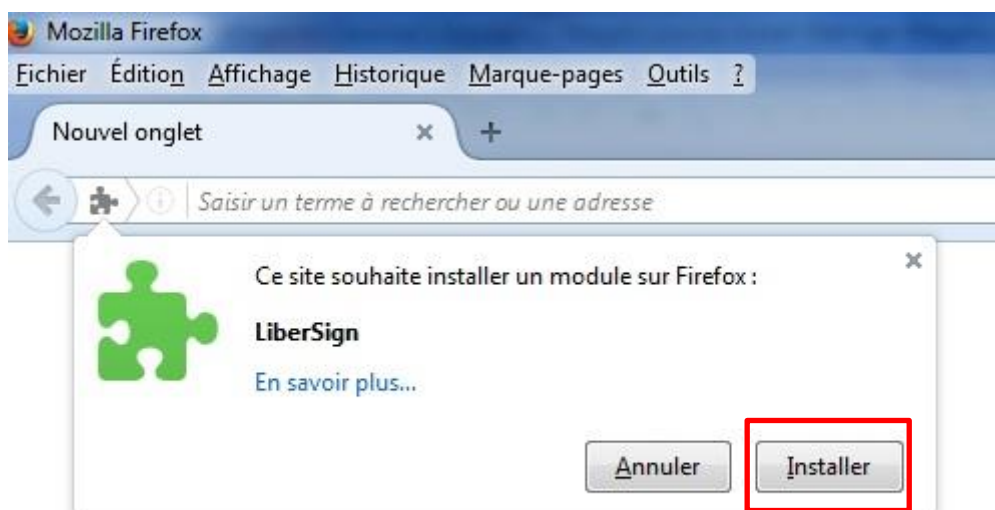 Mozilla Firefox
Fichier Édition Affichage Historique Marque-pages Outils ?
Nouvel onglet
Saisir un terme à rechercher ou une adresse
Ce site souhaite installer un module sur Firefox :
LiberSign
En savoir plus...
Annuler Installer